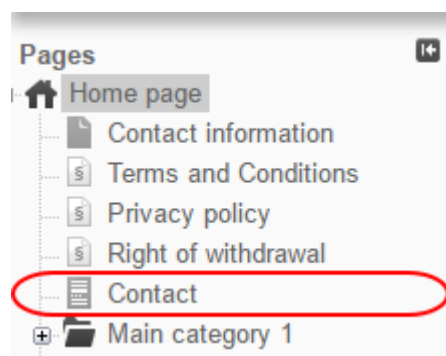 Pages
Home page
Contact information
§ Terms and Conditions
§ Privacy policy
§ Right of withdrawal
Contact
Main category 1